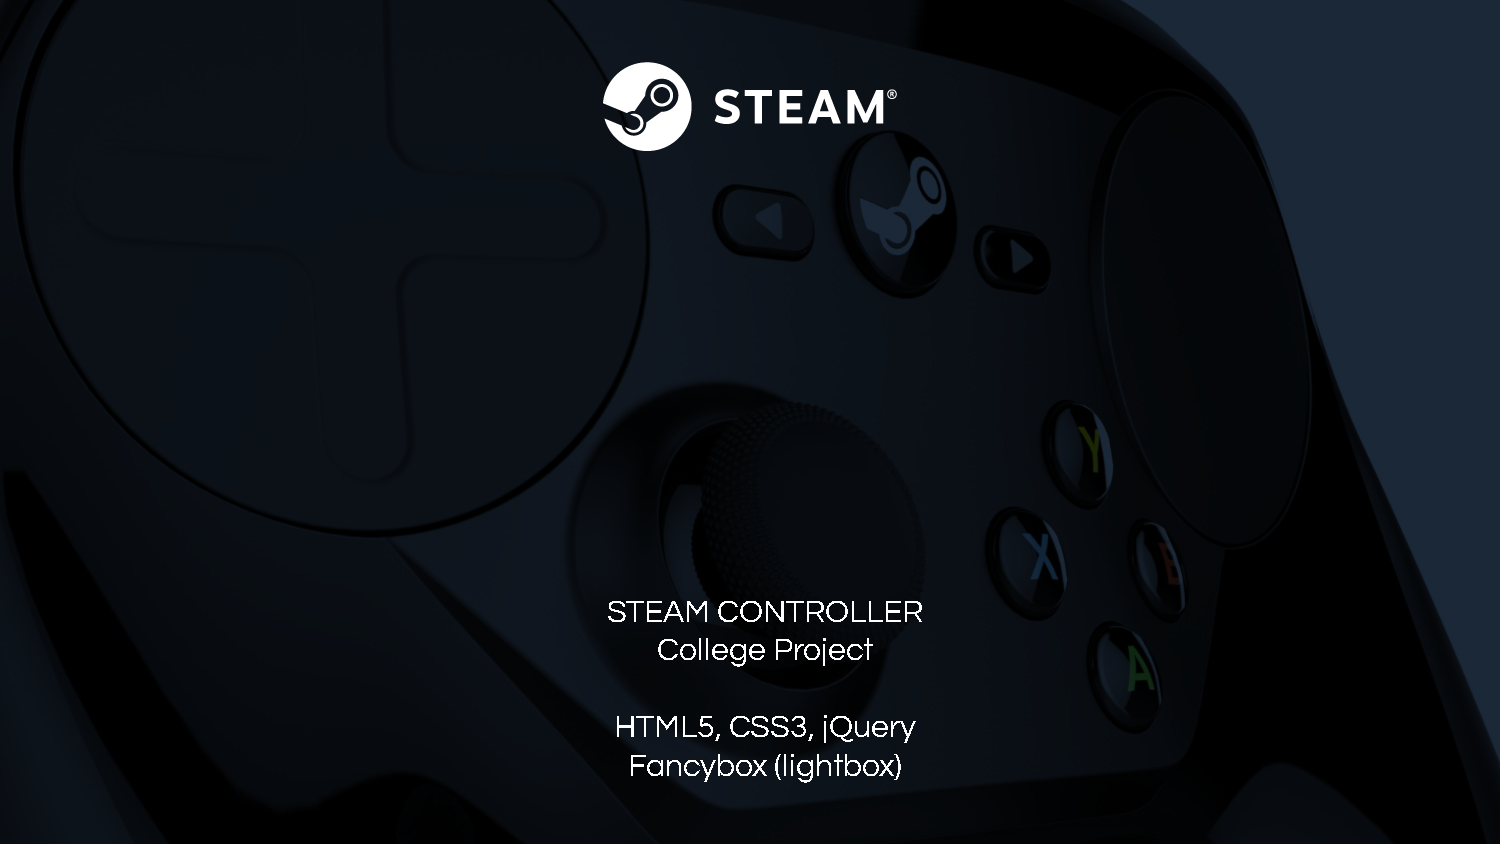 STEAM®
Y
X
B
A
STEAM CONTROLLER
College Project
HTML5, CSS3, jQuery
Fancybox (lightbox)